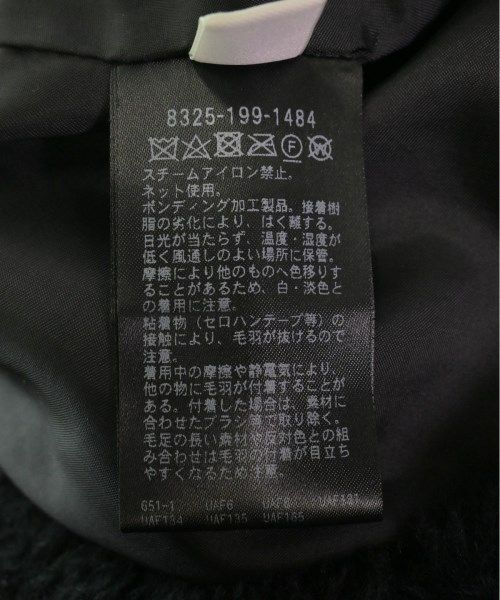 8325-199-1484
スチームアイロン禁止。
ネット使用。
ボンディング加工製品。接着樹
脂の劣化により、はく離する。
日光が当たらず、温度・湿度が
低く風通しのよい場所に保管。
摩擦により他のものへ色移りす
ることがあるため、白・淡色と
の着用に注意。
粘着物（セロハンテープ等）の
接触により、毛羽が抜けるので
注意。
着用中の摩擦や静電気により、
他の物に毛羽が付着することが
ある。付着した場合は、素材に
合わせたブラシ等で取り除く。
毛足の長い素材や反対色との組
み合わせは毛羽の付着が目立ち
やすくなるため注意。
G51-1 UAF6 UAF131
UAF134 UAF135 UAF165